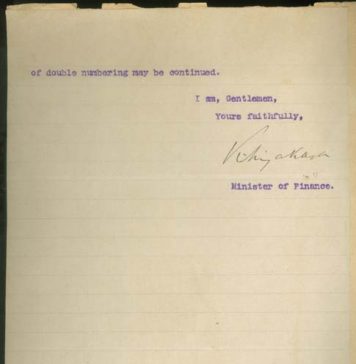 of double numbering may be continued.
I am, Gentlemen,
Yours faithfully,
Minister of Finance.